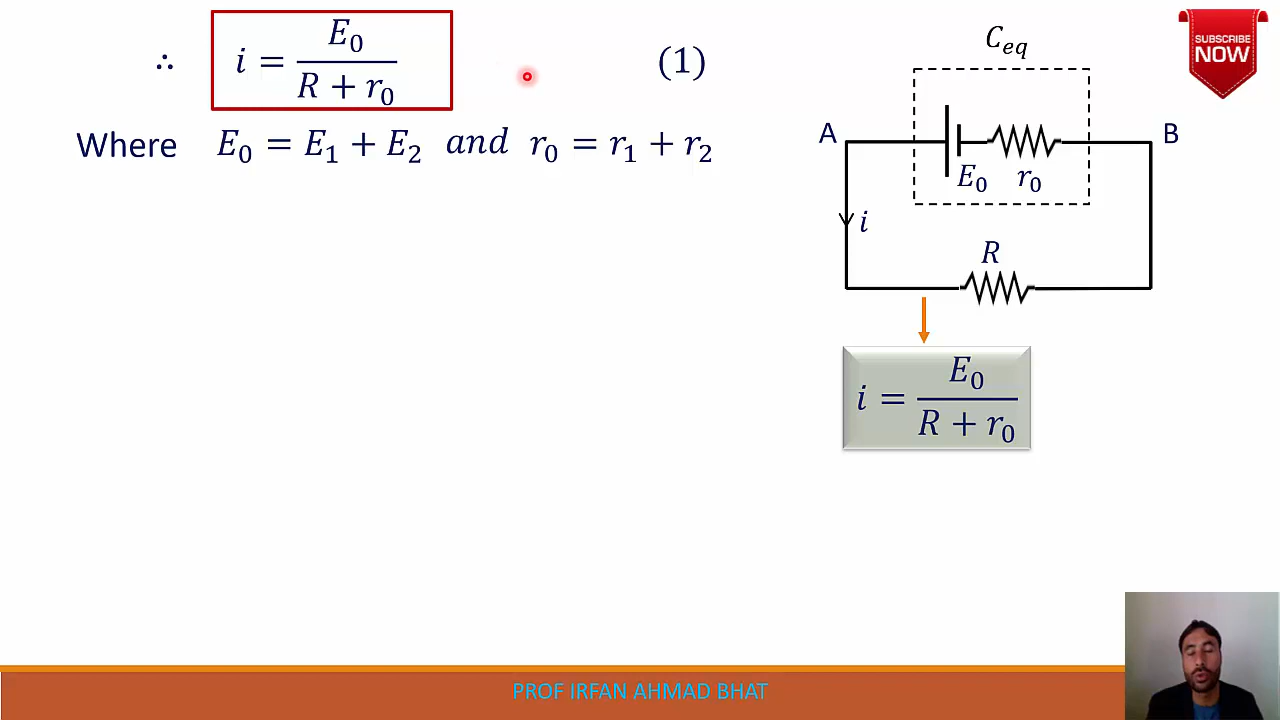 ∴ i = E₀ / (R + r₀) (1)
Where E₀ = E₁ + E₂ and r₀ = r₁ + r₂
SUBSCRIBE
NOW
C_eq
A
B
E₀ r₀
i
R
i = E₀ / (R + r₀)
PROF IRFAN AHMAD BHAT